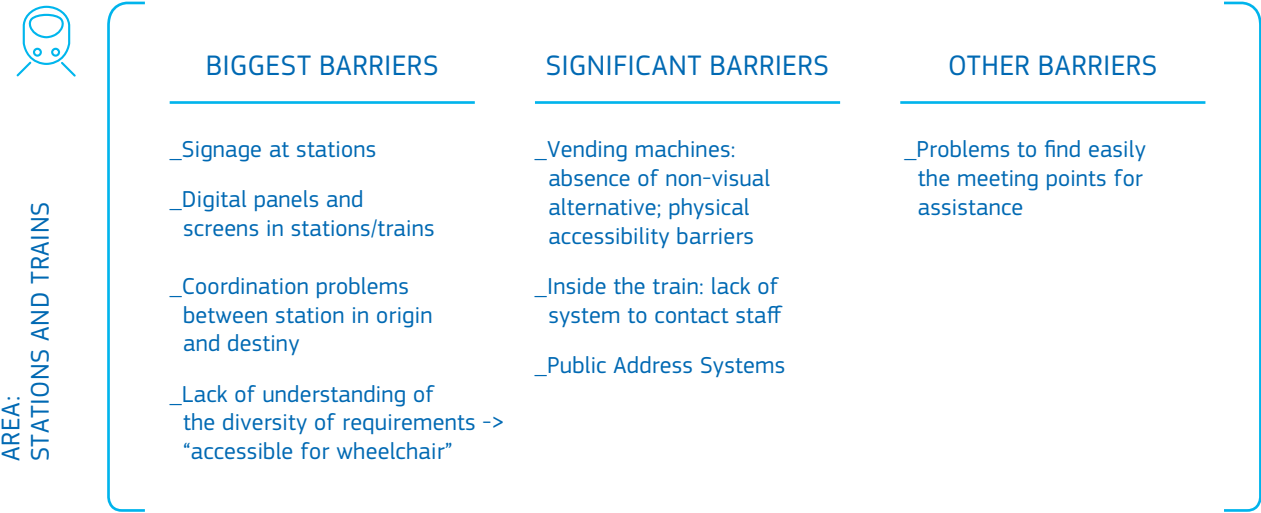 AREA:
STATIONS AND TRAINS
BIGGEST BARRIERS
_Signage at stations
_Digital panels and
screens in stations/trains
_Coordination problems
between station in origin
and destiny
_Lack of understanding of
the diversity of requirements ->
“accessible for wheelchair”
SIGNIFICANT BARRIERS
_Vending machines:
absence of non-visual
alternative; physical
accessibility barriers
_Inside the train: lack of
system to contact staff
_Public Address Systems
OTHER BARRIERS
_Problems to find easily
the meeting points for
assistance